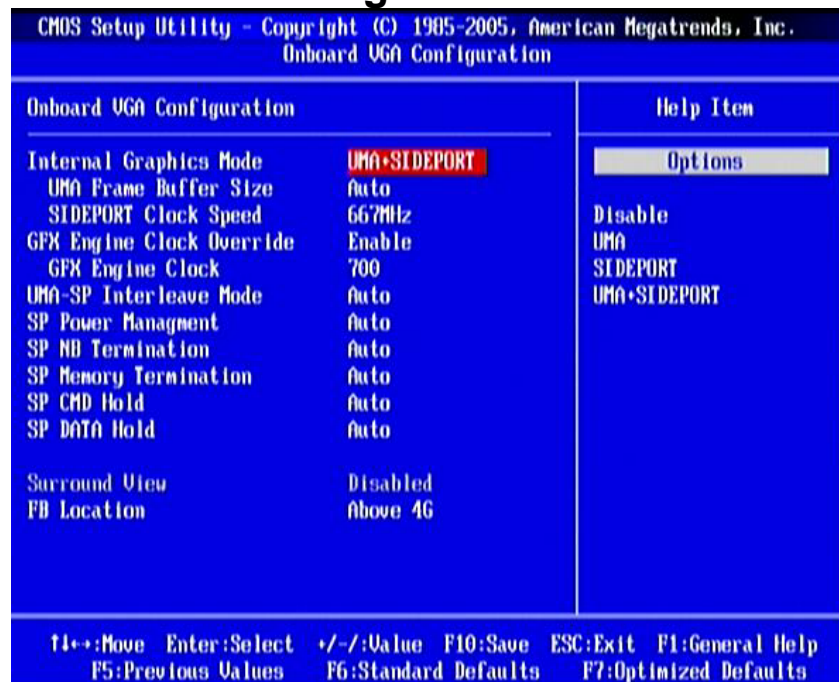 g
CMOS Setup Utility - Copyright (C) 1985-2005, American Megatrends, Inc.
Onboard VGA Configuration
Onboard VGA Configuration
Help Item
Internal Graphics Mode UMA+SIDEPORT
Options
UMA Frame Buffer Size Auto
SIDEPORT Clock Speed 667MHz
Disable
GFX Engine Clock Override Enable
UMA
GFX Engine Clock 700
SIDEPORT
UMA-SP Interleave Mode Auto
UMA+SIDEPORT
SP Power Managment Auto
SP NB Termination Auto
SP Memory Termination Auto
SP CMD Hold Auto
SP DATA Hold Auto
Surround View Disabled
FB Location Above 4G
↑↓←→:Move Enter:Select +/-/:Value F10:Save ESC:Exit F1:General Help
F5:Previous Values F6:Standard Defaults F7:Optimized Defaults